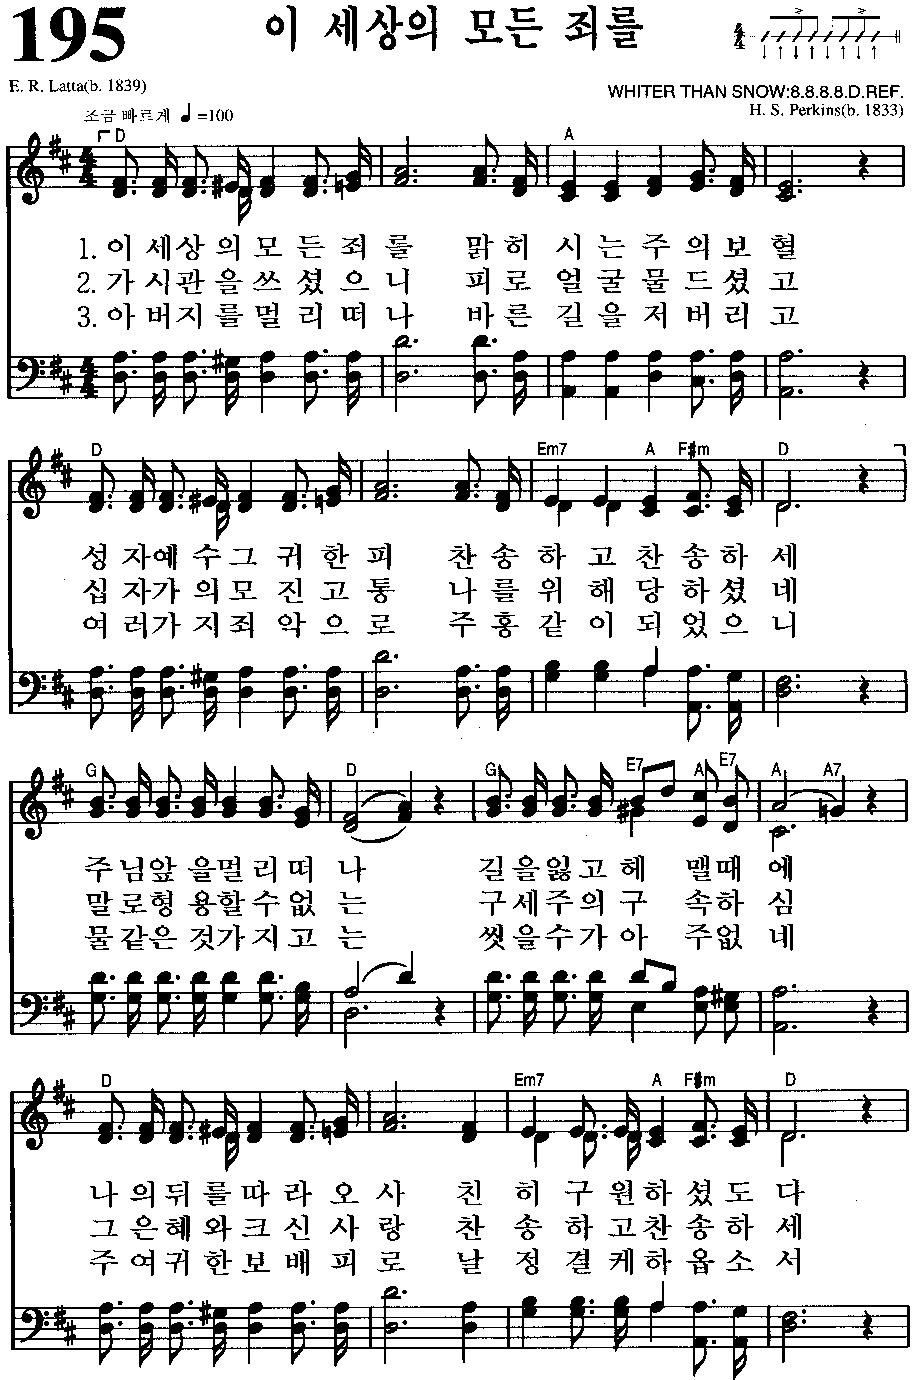 195 이 세상의 모든 죄를
E. R. Latta(b. 1839)
WHITER THAN SNOW:8.8.8.8.D.REF.
조금 빠르게 ♩=100
H. S. Perkins(b. 1833)
D A
1. 이 세상의모든죄를 맑히 시는주의보혈
2. 가시관을쓰셨으니 피로 얼굴물드셨고
3. 아버지를멀리떠나 바른 길을저버리고
D Em7 A F#m D
성자예수그귀한피 찬송하고찬송하세
십자가의모진고통 나를위해당하셨네
여러가지죄악으로 주홍같이되었으니
G D G E7 A E7 A A7
주님앞을멀리떠나 길을잃고헤맬때에
말로형용할수없는 구세주의구속하심
물같은것가지고는 씻을수가아주없네
D Em7 A F#m D
나의뒤를따라오사 친히구원하셨도다
그은혜와크신사랑 찬송하고찬송하세
주여귀한보배피로 날정결케하옵소서